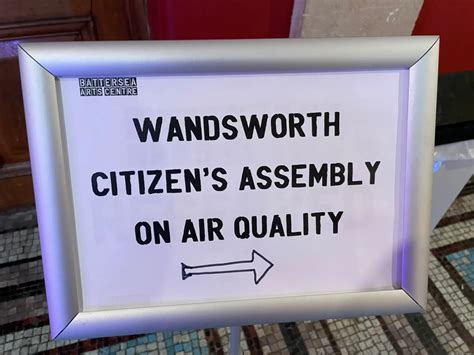 BATTERSEA
ARTS CENTRE
WANDSWORTH
CITIZEN'S ASSEMBLY
ON AIR QUALITY